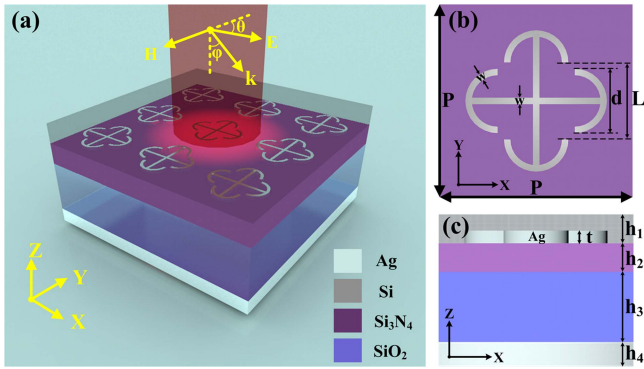 (a)
θ
H
E
φ
k
Z
Y
X
Ag
Si
Si₃N₄
SiO₂
(b)
P
w
w
d
L
Y
X
P
(c)
Ag
t
h₁
h₂
h₃
h₄
Z
X